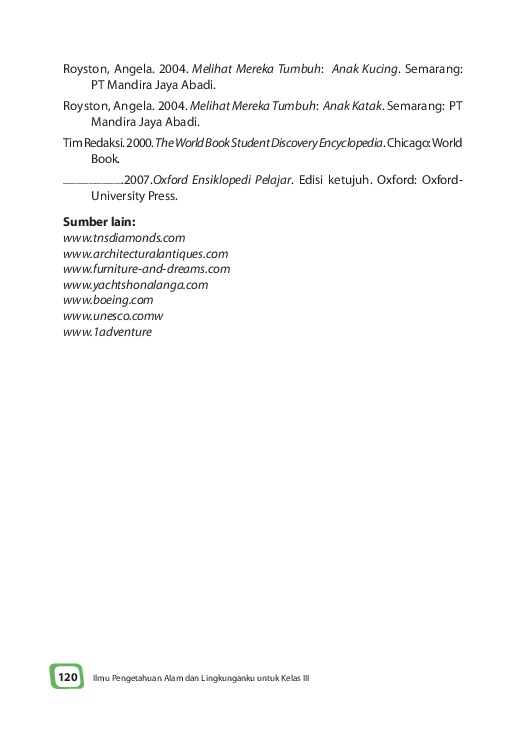 Royston, Angela. 2004. Melihat Mereka Tumbuh: Anak Kucing. Semarang:
PT Mandira Jaya Abadi.
Royston, Angela. 2004. Melihat Mereka Tumbuh: Anak Katak. Semarang: PT
Mandira Jaya Abadi.
Tim Redaksi. 2000. The World Book Student Discovery Encyclopedia. Chicago: World
Book.
__________.2007.Oxford Ensiklopedi Pelajar. Edisi ketujuh. Oxford: Oxford-
University Press.
Sumber lain:
www.tnsdiamonds.com
www.architecturalantiques.com
www.furniture-and-dreams.com
www.yachtshonalanga.com
www.boeing.com
www.unesco.comw
www.1adventure
120 Ilmu Pengetahuan Alam dan Lingkunganku untuk Kelas III